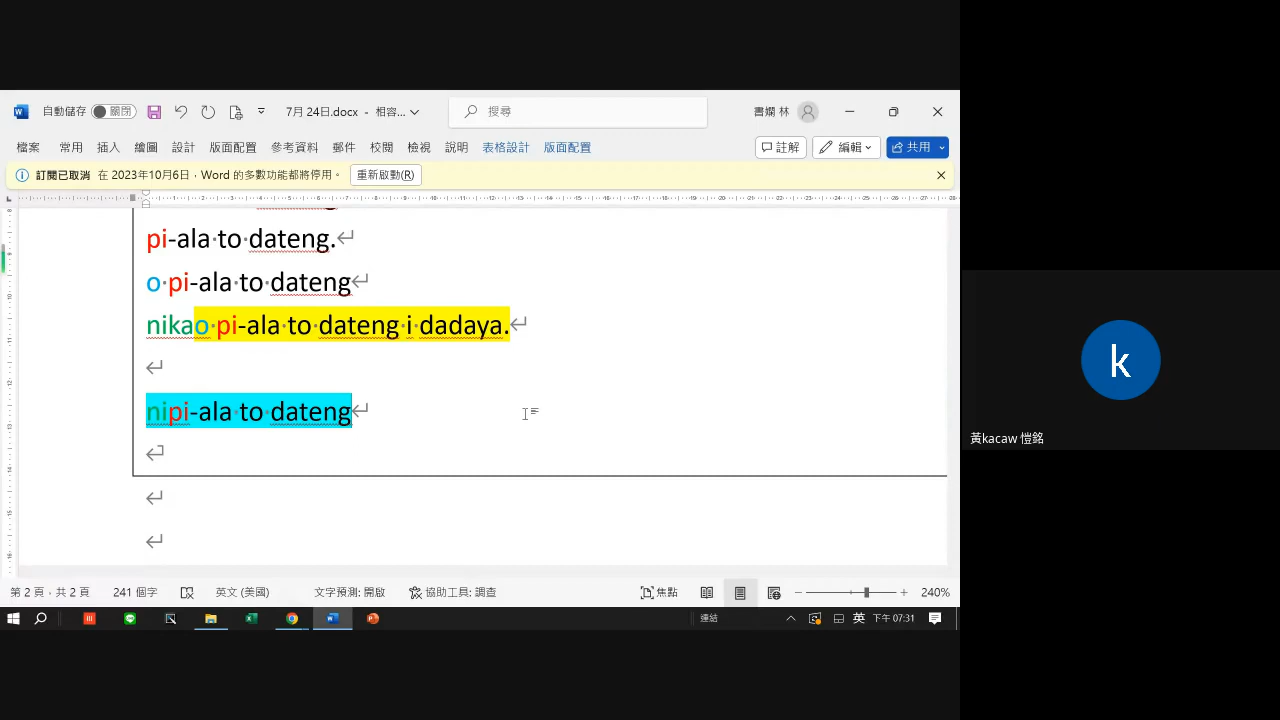 自動儲存 關閉 7月 24日.docx - 相容... 搜尋 書嫻 林
檔案 常用 插入 繪圖 設計 版面配置 參考資料 郵件 校閱 檢視 說明 表格設計 版面配置 註解 編輯 共用
訂閱已取消 在 2023年10月6日，Word 的多數功能都將停用。 重新啟動(R)
pi-ala to dateng.
o pi-ala to dateng
nikao pi-ala to dateng i dadaya.
nipi-ala to dateng
k
黃kacaw 愷銘
第 2 頁，共 2 頁 241 個字 英文 (美國) 文字預測: 開啟 協助工具: 調查 焦點 240%
連結 英 下午 07:31